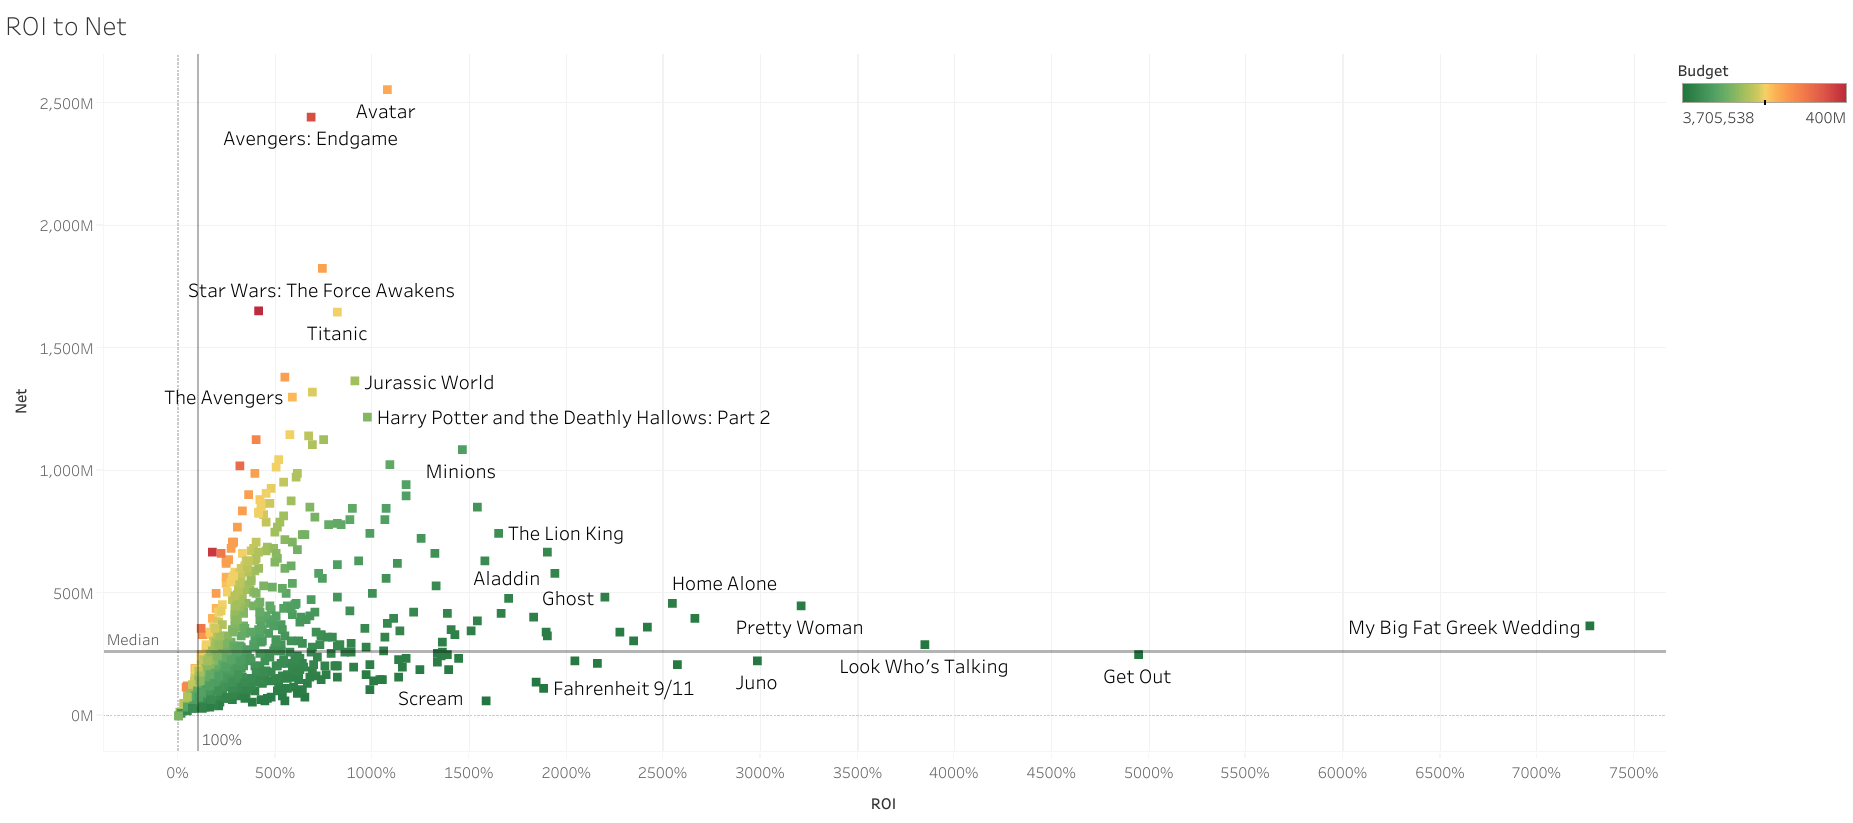 ROI to Net
Budget
3,705,538 400M
2,500M
Avatar
Avengers: Endgame
2,000M
Star Wars: The Force Awakens
Titanic
1,500M
Jurassic World
The Avengers
Net
Harry Potter and the Deathly Hallows: Part 2
1,000M
Minions
The Lion King
Aladdin
Home Alone
500M
Ghost
Pretty Woman
My Big Fat Greek Wedding
Median
Look Who's Talking
Get Out
Juno
Fahrenheit 9/11
Scream
0M
100%
0% 500% 1000% 1500% 2000% 2500% 3000% 3500% 4000% 4500% 5000% 5500% 6000% 6500% 7000% 7500%
ROI